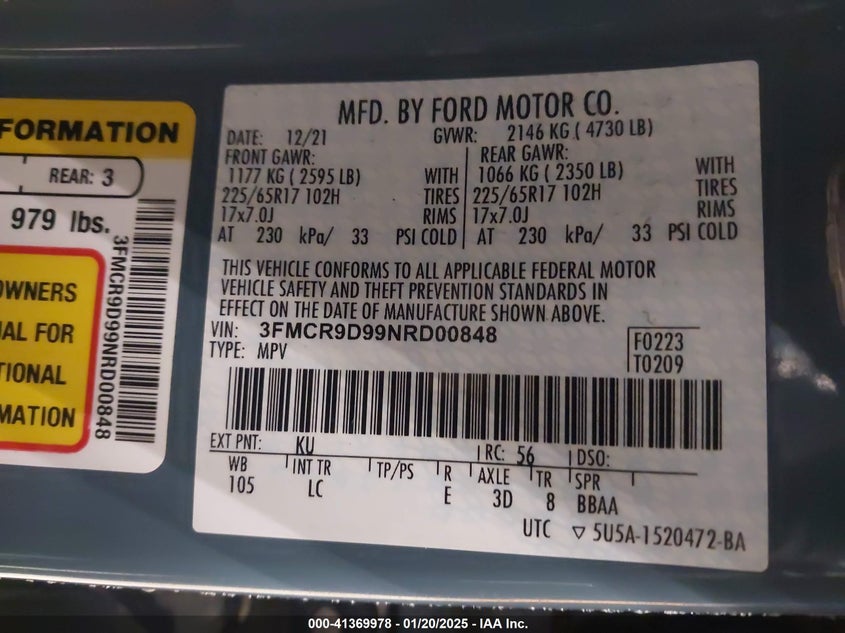 FORMATION
REAR: 3
979 lbs.
OWNERS
AL FOR
TIONAL
MATION
3FMCR9D99NRD00848
MFD. BY FORD MOTOR CO.
DATE: 12/21 GVWR: 2146 KG ( 4730 LB)
FRONT GAWR: REAR GAWR:
1177 KG ( 2595 LB) WITH 1066 KG ( 2350 LB) WITH
225/65R17 102H TIRES 225/65R17 102H TIRES
17x7.0J RIMS 17x7.0J RIMS
AT 230 kPa/ 33 PSI COLD AT 230 kPa/ 33 PSI COLD
THIS VEHICLE CONFORMS TO ALL APPLICABLE FEDERAL MOTOR
VEHICLE SAFETY AND THEFT PREVENTION STANDARDS IN
EFFECT ON THE DATE OF MANUFACTURE SHOWN ABOVE.
VIN: 3FMCR9D99NRD00848
TYPE: MPV
F0223
T0209
EXT PNT: KU RC: 56 DSO:
WB INT TR TP/PS R AXLE TR SPR
105 LC E 3D 8 BBAA
UTC ▽ 5U5A-1520472-BA
000-41369978 - 01/20/2025 - IAA Inc.